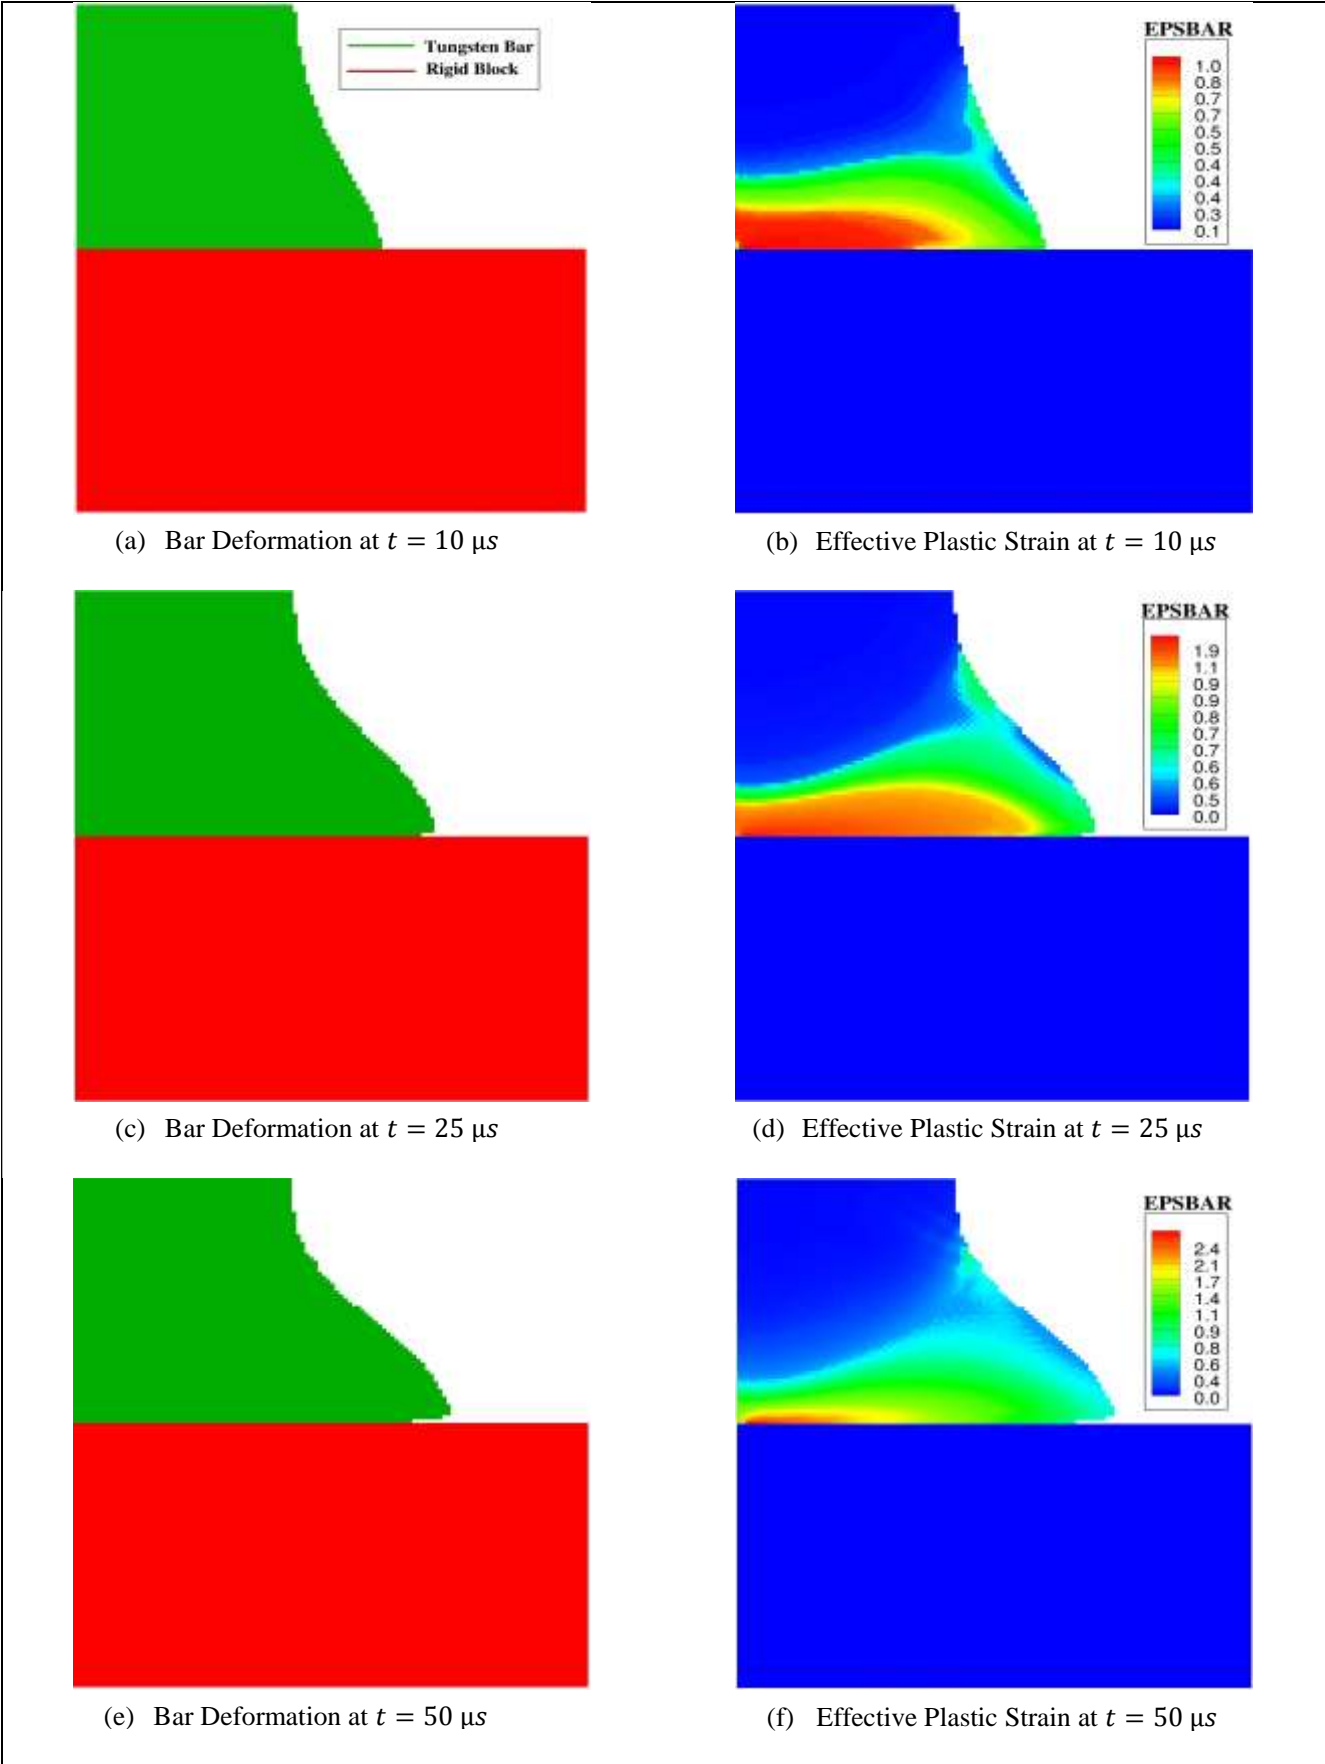 Tungsten Bar
Rigid Block
EPSBAR
1.0
0.8
0.7
0.7
0.5
0.5
0.4
0.4
0.4
0.3
0.1
(a) Bar Deformation at t = 10 μs
(b) Effective Plastic Strain at t = 10 μs
EPSBAR
1.9
1.1
0.9
0.9
0.8
0.7
0.7
0.6
0.6
0.5
0.0
(c) Bar Deformation at t = 25 μs
(d) Effective Plastic Strain at t = 25 μs
EPSBAR
2.4
2.1
1.7
1.4
1.1
0.9
0.8
0.6
0.4
0.0
(e) Bar Deformation at t = 50 μs
(f) Effective Plastic Strain at t = 50 μs